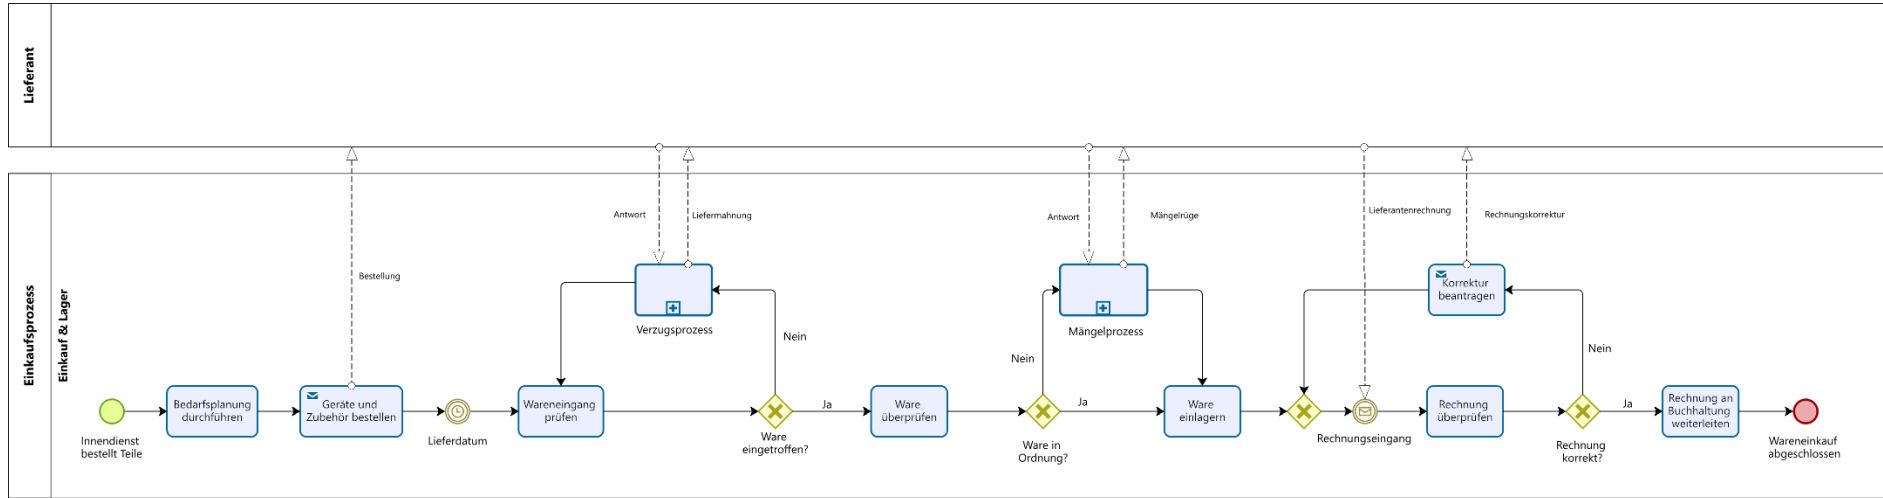 Lieferant
Einkaufsprozess
Einkauf & Lager
Antwort
Liefermahnung
Antwort
Mängelrüge
Lieferantenrechnung
Rechnungskorrektur
Bestellung
Verzugsprozess
Nein
Mängelprozess
Nein
Korrektur
beantragen
Nein
Innendienst
bestellt Teile
Bedarfsplanung
durchführen
Geräte und
Zubehör bestellen
Lieferdatum
Wareneingang
prüfen
Ware
eingetroffen?
Ja
Ware
überprüfen
Ware in
Ordnung?
Ja
Ware
einlagern
Rechnungseingang
Rechnung
überprüfen
Rechnung
korrekt?
Ja
Rechnung an
Buchhaltung
weiterleiten
Wareneinkauf
abgeschlossen